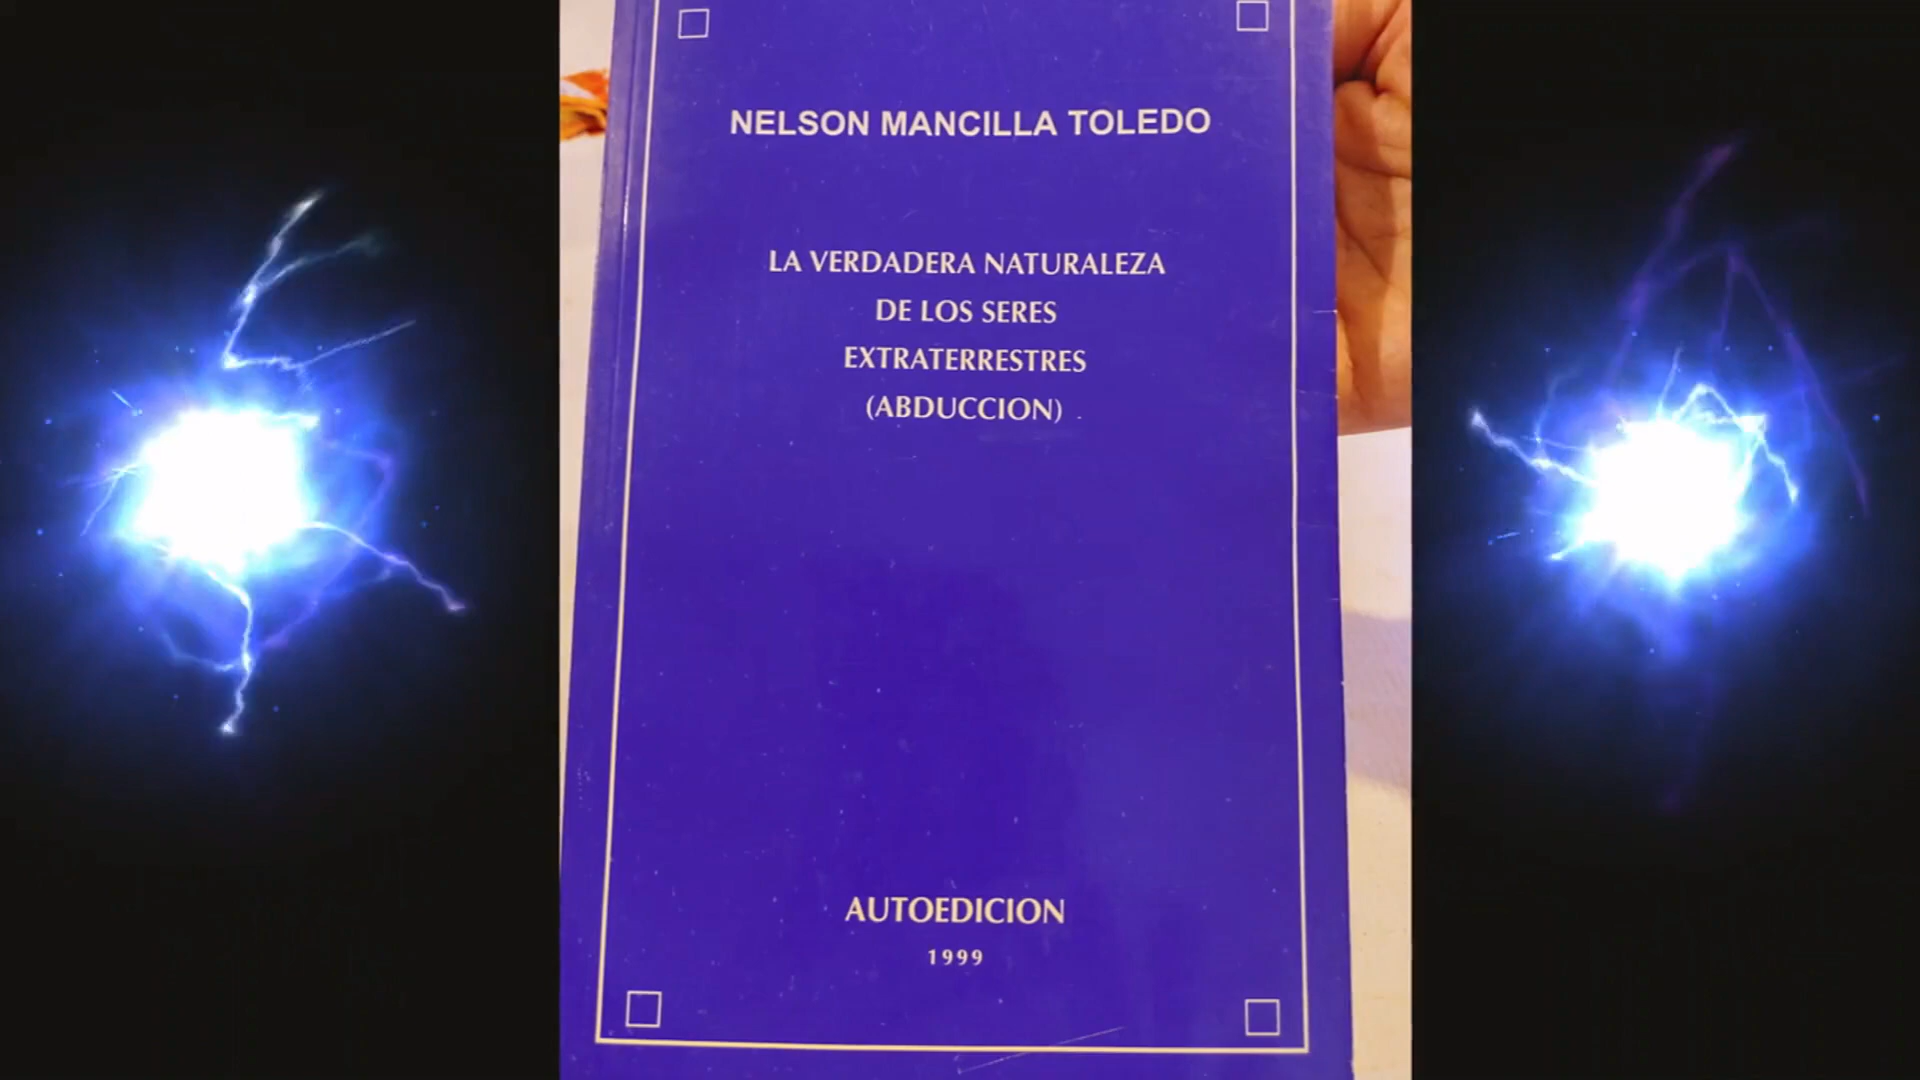 NELSON MANCILLA TOLEDO
LA VERDADERA NATURALEZA
DE LOS SERES
EXTRATERRESTRES
(ABDUCCION)
AUTOEDICION
1999